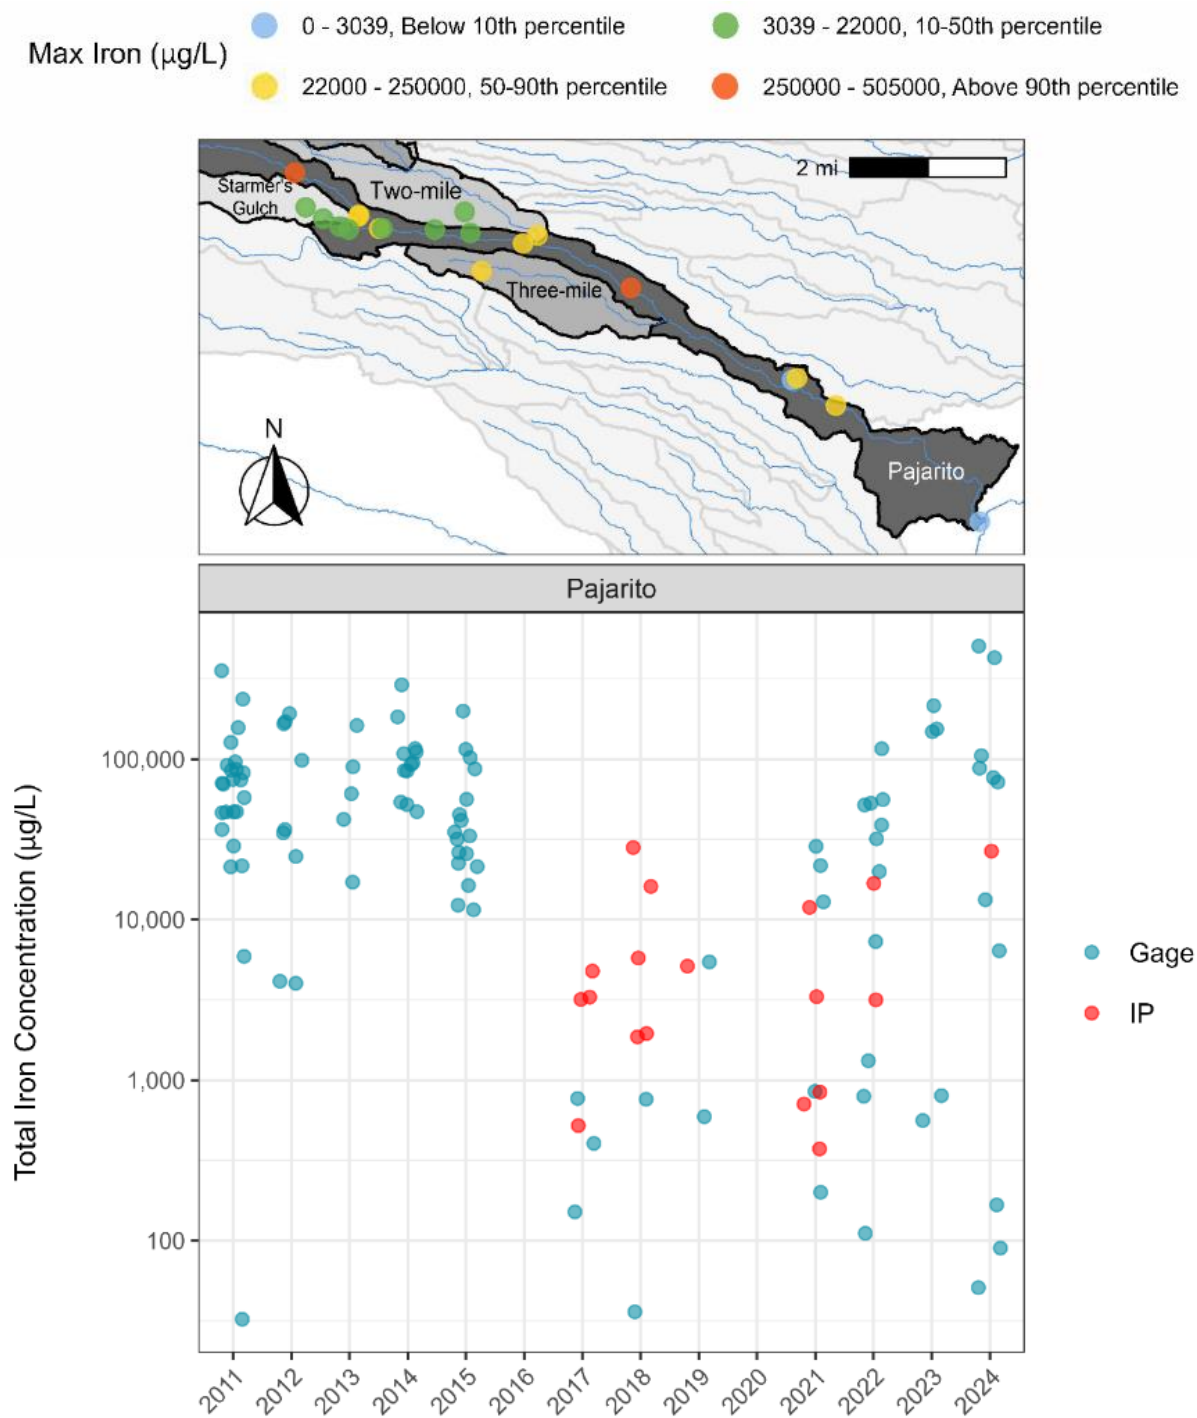 Max Iron (µg/L)
0 - 3039, Below 10th percentile
3039 - 22000, 10-50th percentile
22000 - 250000, 50-90th percentile
250000 - 505000, Above 90th percentile
2 mi
Starmer's
Gulch
Two-mile
Three-mile
N
Pajarito
Pajarito
Total Iron Concentration (µg/L)
100,000
10,000
1,000
100
2011
2012
2013
2014
2015
2016
2017
2018
2019
2020
2021
2022
2023
2024
Gage
IP